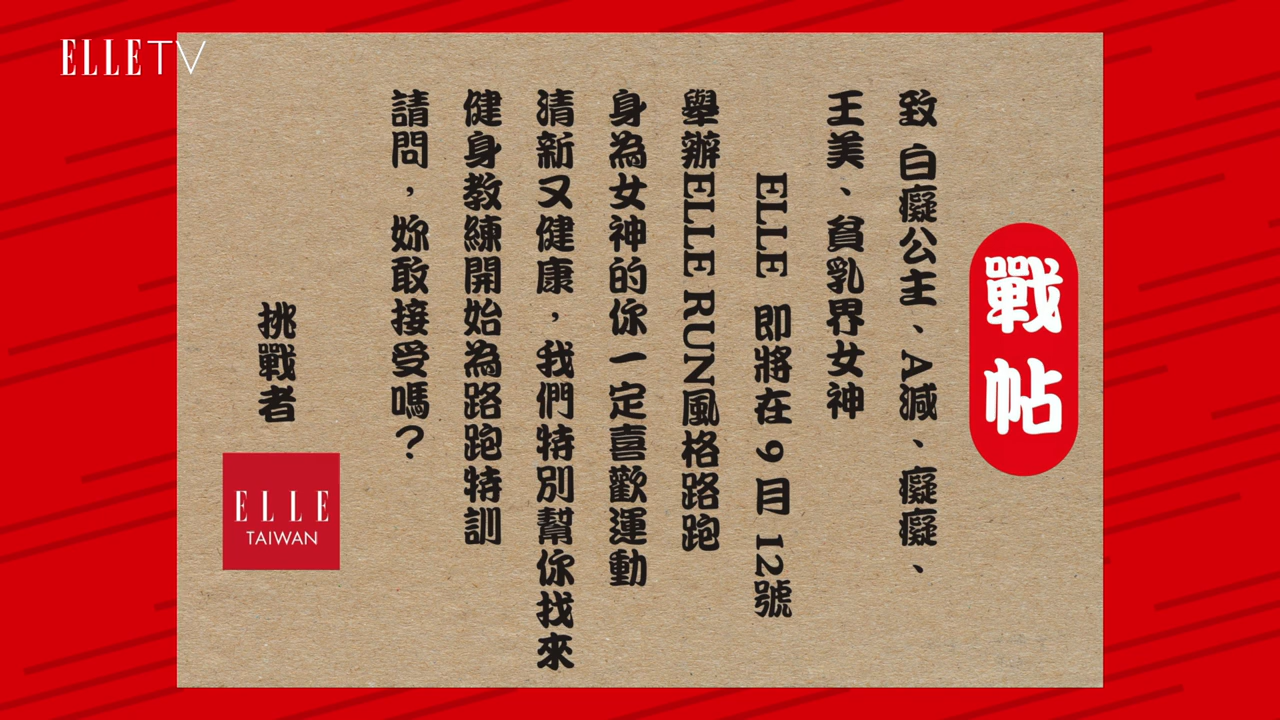 ELLETV
戰帖
致 白癡公主、A減、癡癡、
王美、貧乳界女神
ELLE 即將在 9 月 12號
舉辦ELLE RUN風格路跑
身為女神的你一定喜歡運動
清新又健康，我們特別幫你找來
健身教練開始為路跑特訓
請問，妳敢接受嗎？
挑戰者
ELLE
TAIWAN